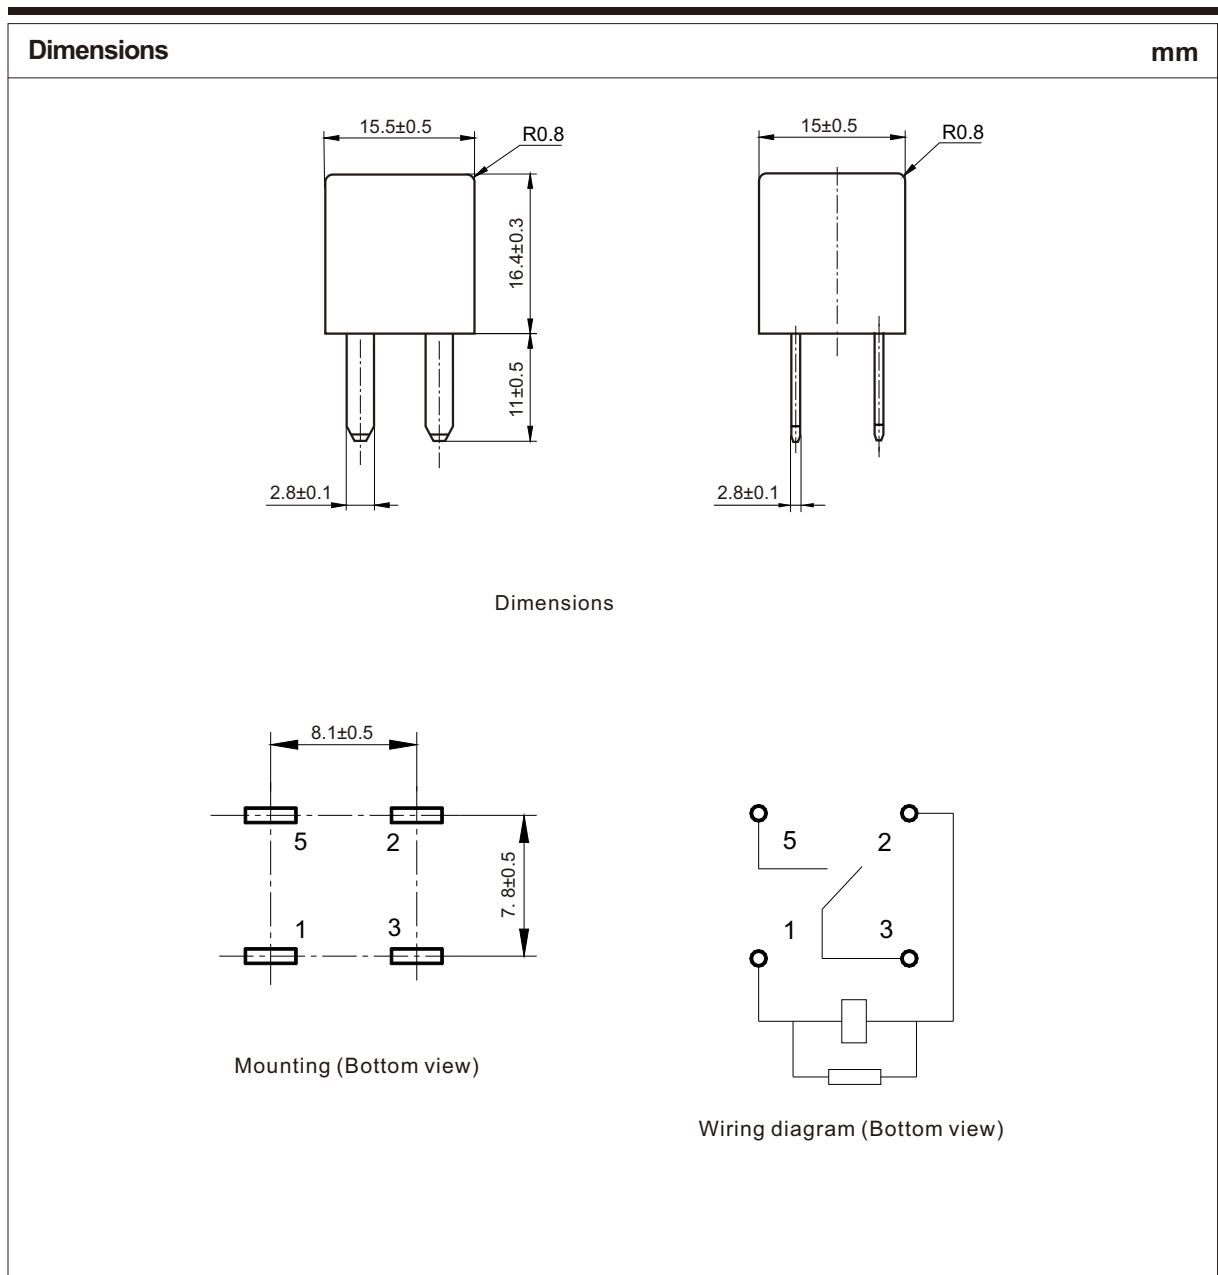 Dimensions mm
15.5±0.5
R0.8
15±0.5
R0.8
16.4±0.3
11±0.5
2.8±0.1
2.8±0.1
Dimensions
8.1±0.5
5
2
7. 8±0.5
1
3
5
2
1
3
Mounting (Bottom view)
Wiring diagram (Bottom view)